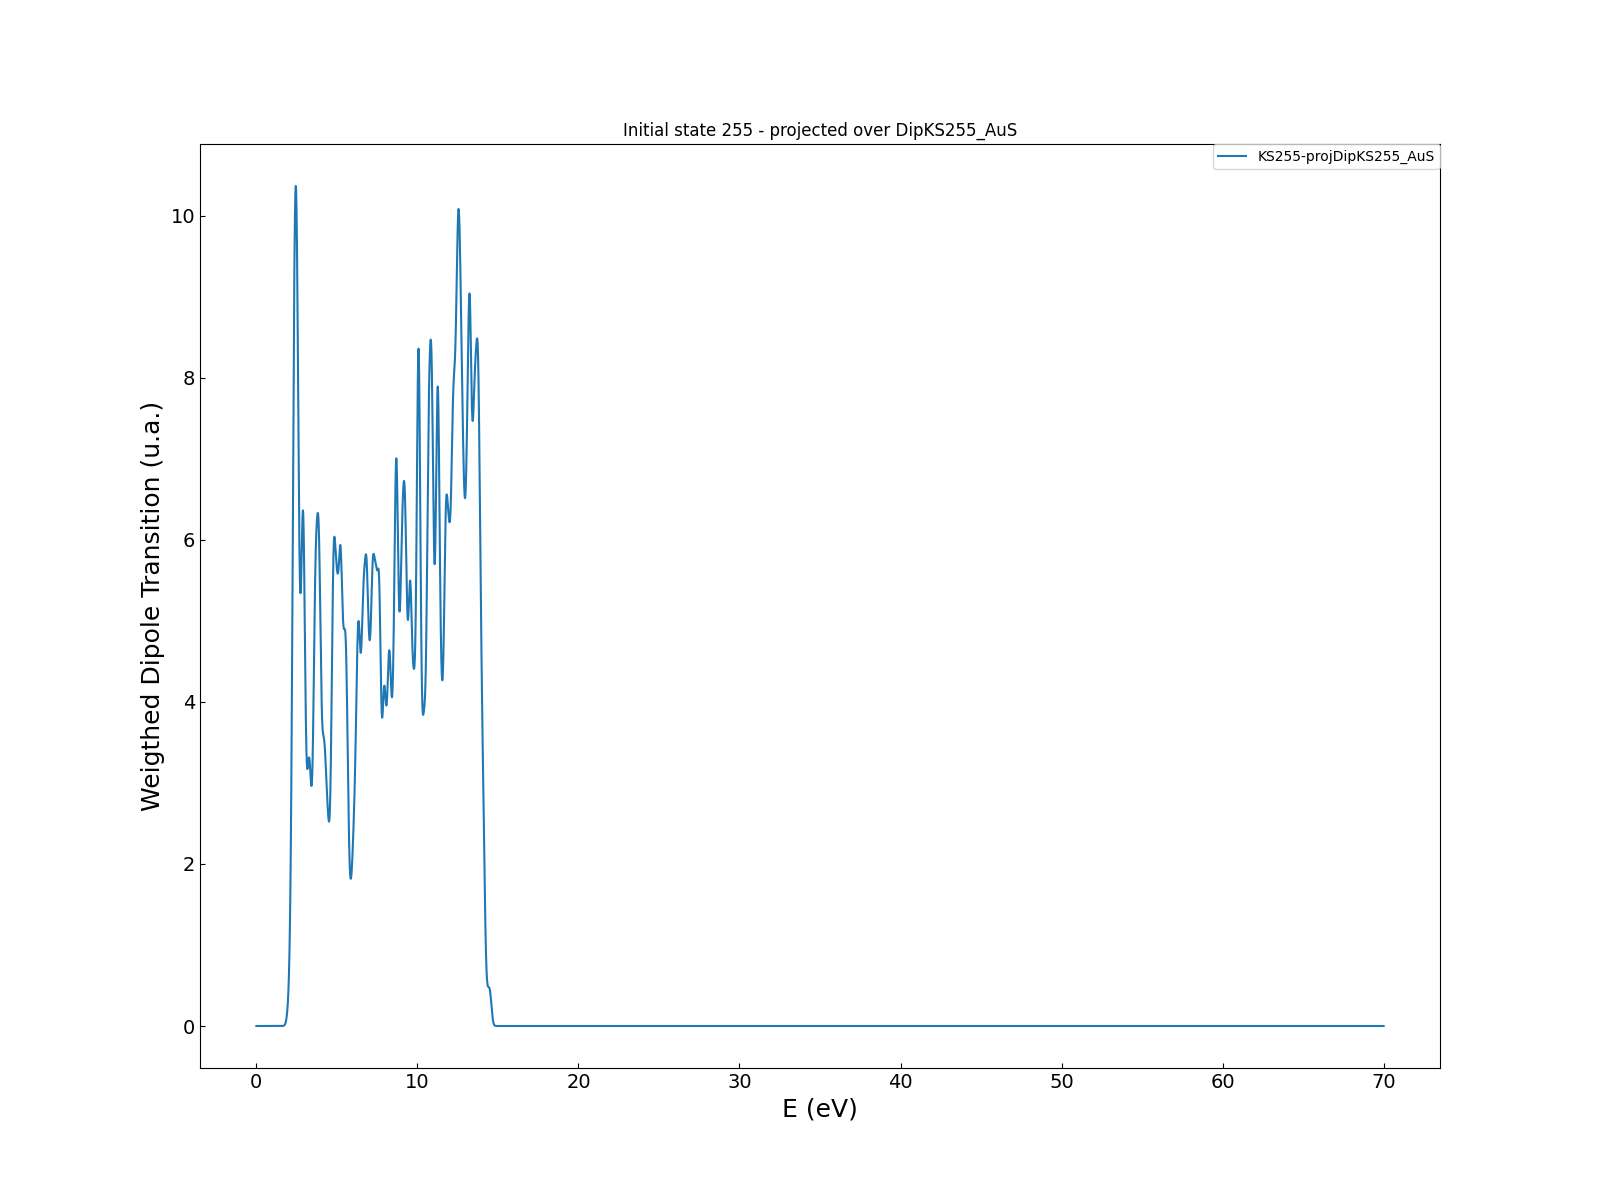 Initial state 255 - projected over DipKS255_AuS
KS255-projDipKS255_AuS
Weigthed Dipole Transition (u.a.)
10
8
6
4
2
0
0 10 20 30 40 50 60 70
E (eV)